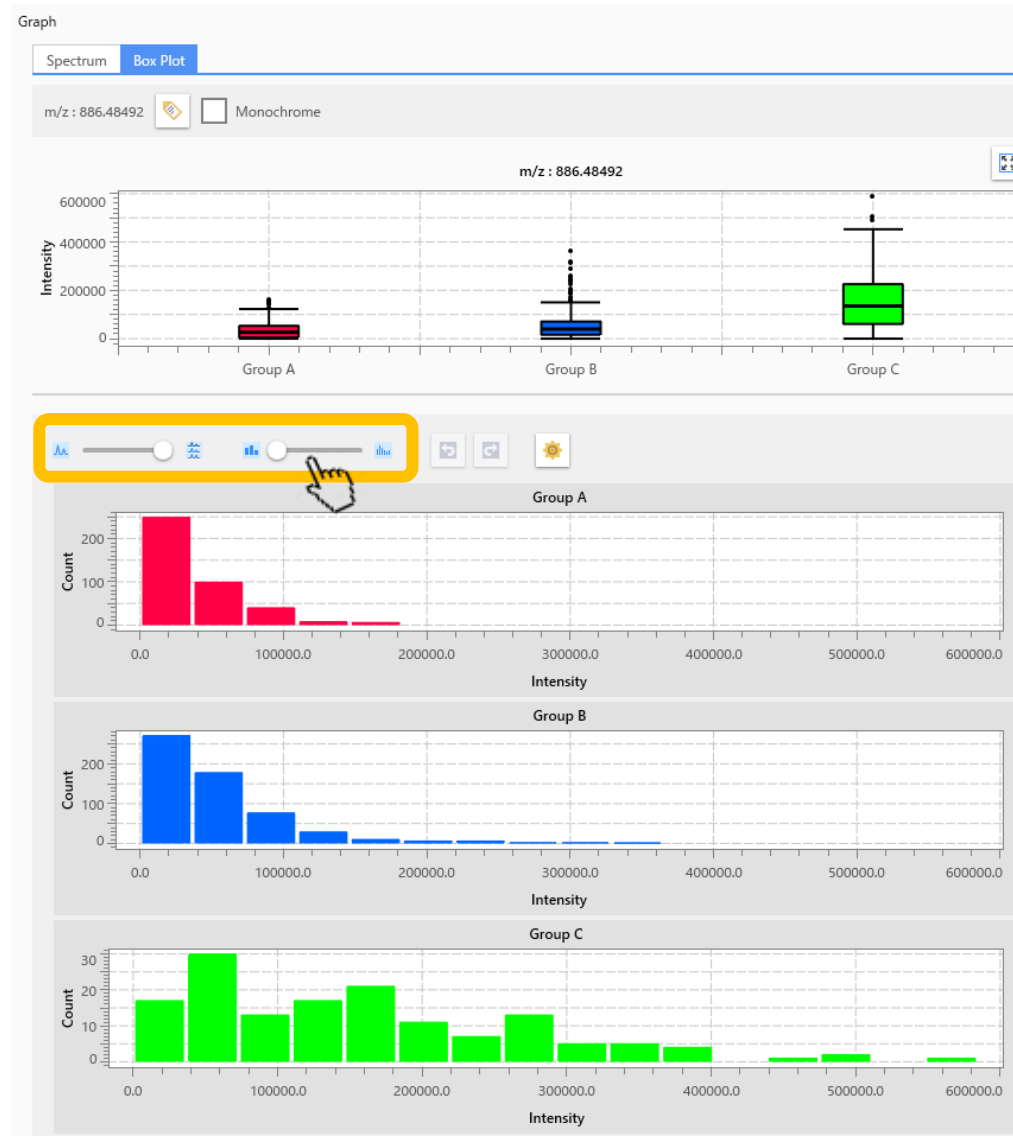 Graph
Spectrum Box Plot
m/z : 886.48492 Monochrome
m/z : 886.48492
600000
400000
200000
0
Intensity
Group A Group B Group C
Group A
200
100
0
Count
0.0 100000.0 200000.0 300000.0 400000.0 500000.0 600000.0
Intensity
Group B
200
100
0
Count
0.0 100000.0 200000.0 300000.0 400000.0 500000.0 600000.0
Intensity
Group C
30
20
10
0
Count
0.0 100000.0 200000.0 300000.0 400000.0 500000.0 600000.0
Intensity